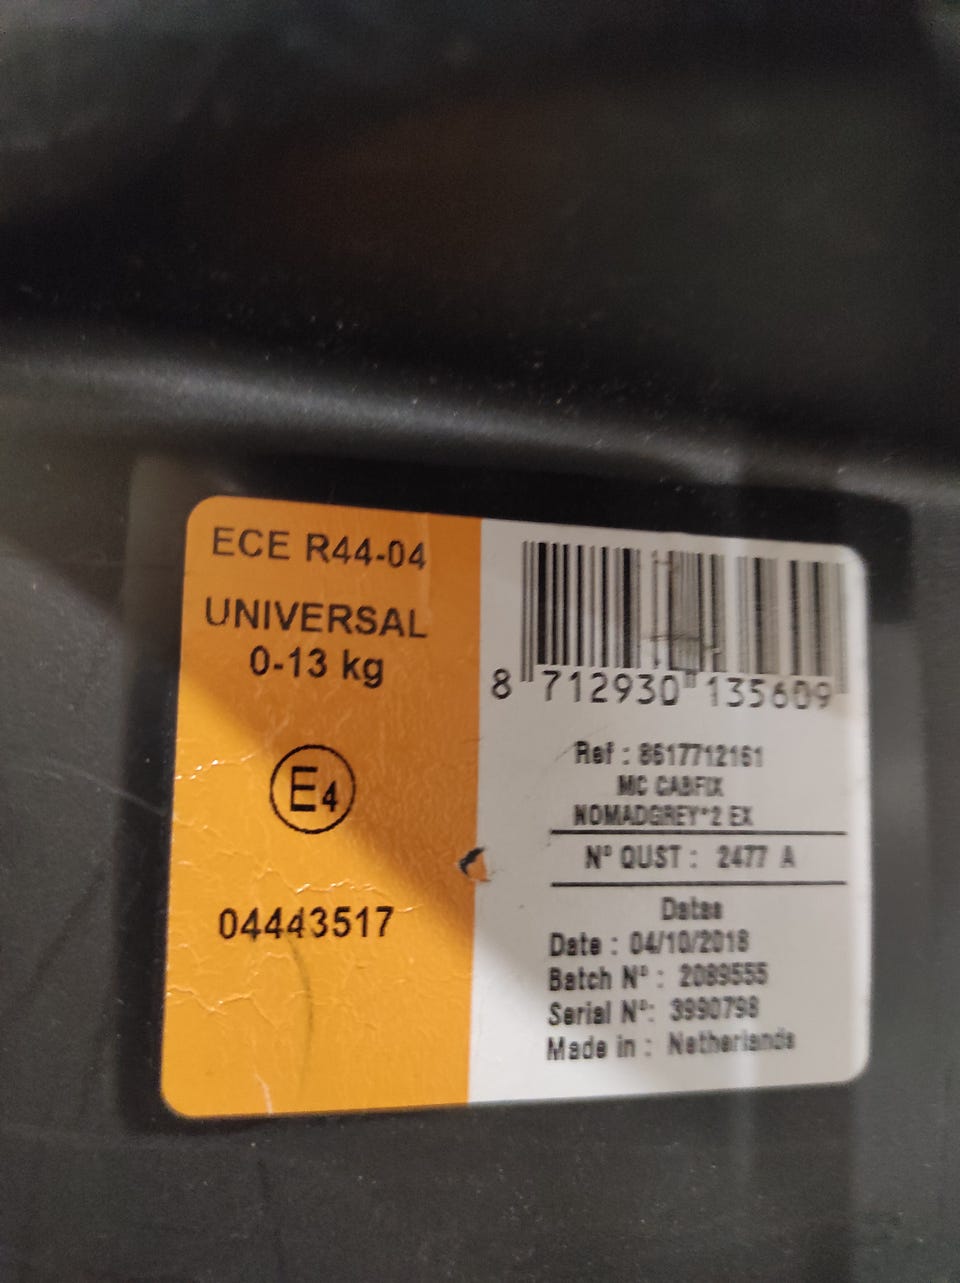 ECE R44-04
UNIVERSAL
0-13 kg
E4
04443517
8 712930 135609
Ref : 8617712161
MC CABFIX
NOMADGREY*2 EX
N° QUST : 2477 A
Datas
Date : 04/10/2018
Batch N° : 2089555
Serial N°: 3990798
Made in : Netherlands